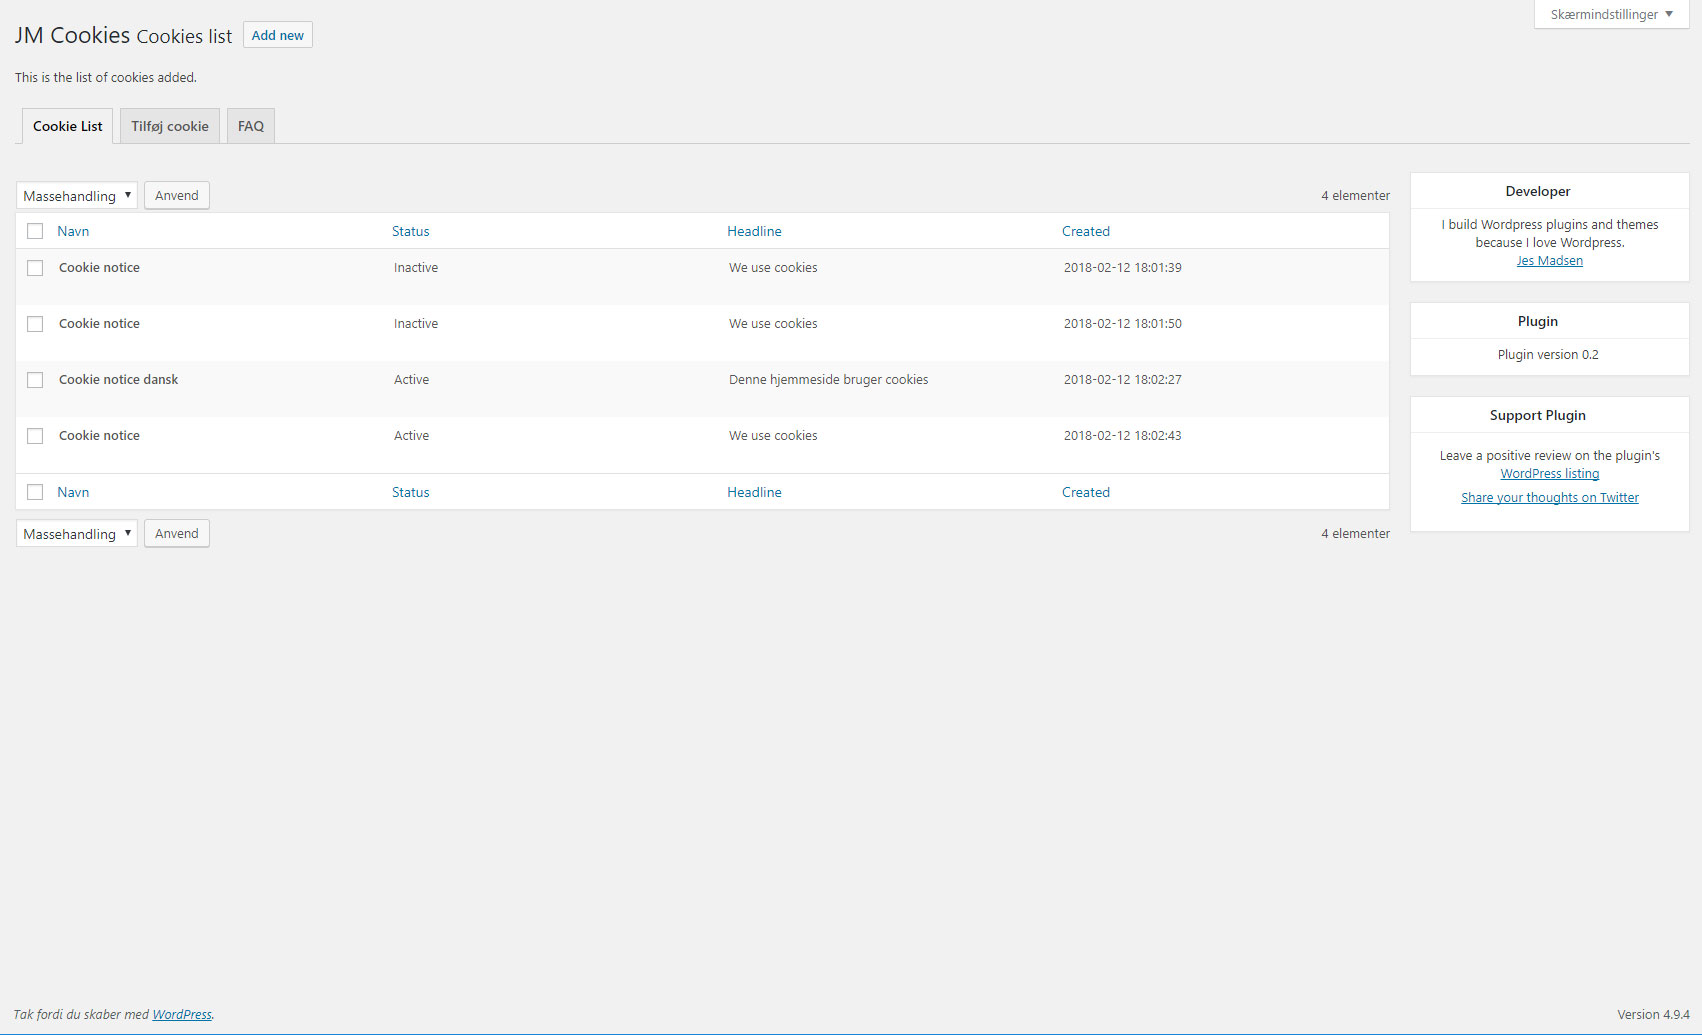 Skærmindstillinger
JM Cookies Cookies list Add new
This is the list of cookies added.
Cookie List Tilføj cookie FAQ
Massehandling Anvend 4 elementer
Navn Status Headline Created
Cookie notice Inactive We use cookies 2018-02-12 18:01:39
Cookie notice Inactive We use cookies 2018-02-12 18:01:50
Cookie notice dansk Active Denne hjemmeside bruger cookies 2018-02-12 18:02:27
Cookie notice Active We use cookies 2018-02-12 18:02:43
Navn Status Headline Created
Massehandling Anvend 4 elementer
Developer
I build Wordpress plugins and themes
because I love Wordpress.
Jes Madsen
Plugin
Plugin version 0.2
Support Plugin
Leave a positive review on the plugin's
WordPress listing
Share your thoughts on Twitter
Tak fordi du skaber med WordPress.
Version 4.9.4